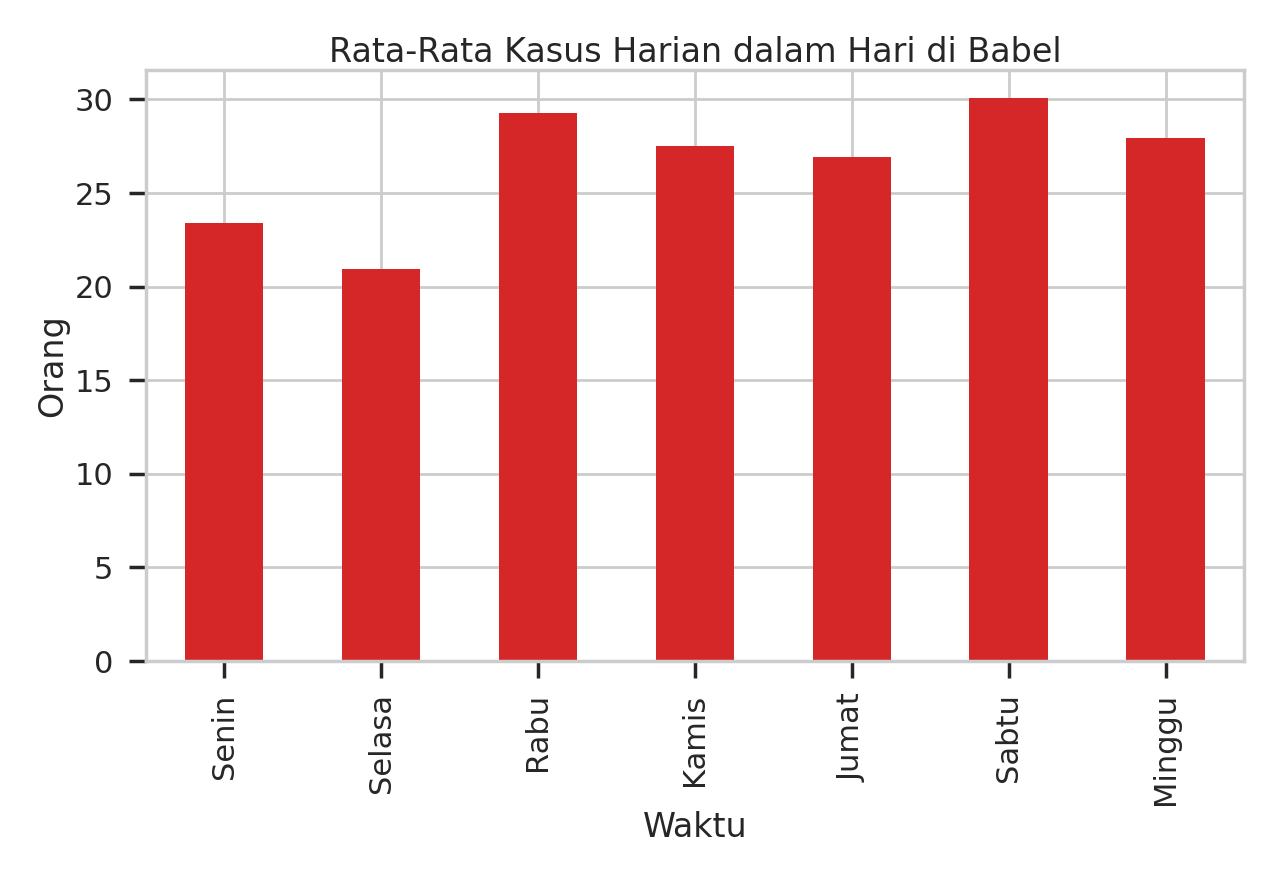 Rata-Rata Kasus Harian dalam Hari di Babel
30
25
20
15
10
5
0
Orang
Senin
Selasa
Rabu
Kamis
Jumat
Sabtu
Minggu
Waktu